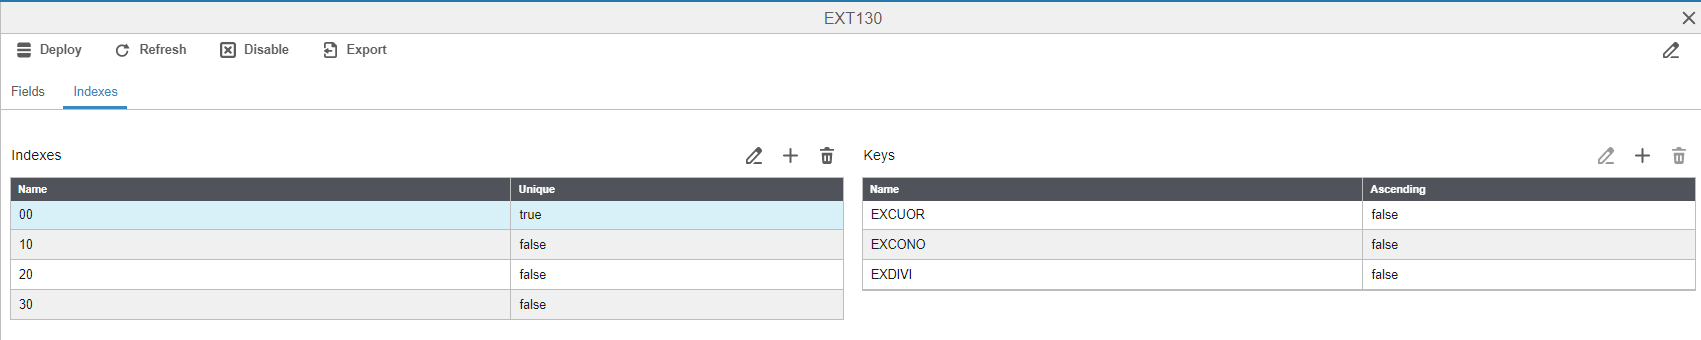 EXT130
Deploy Refresh Disable Export
Fields Indexes
Indexes
Name Unique
00 true
10 false
20 false
30 false
Keys
Name Ascending
EXCUOR false
EXCONO false
EXDIVI false